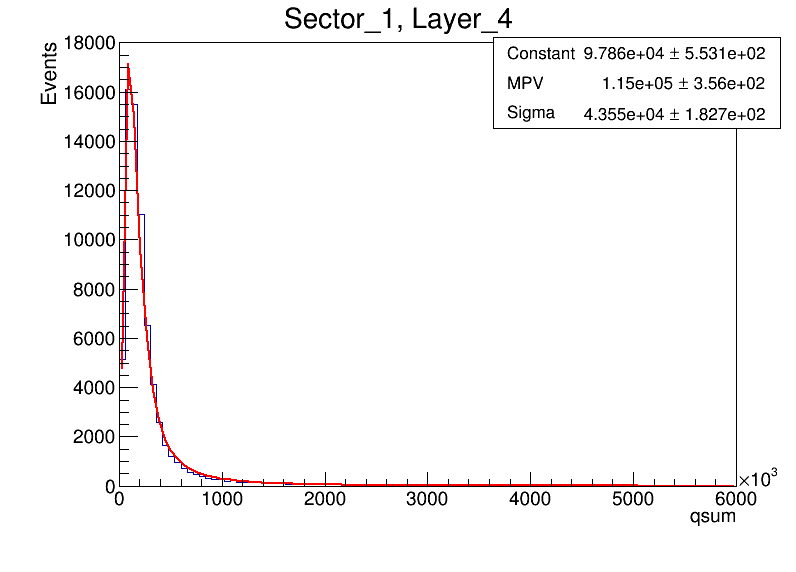 Sector_1, Layer_4
Constant 9.786e+04 ± 5.531e+02
MPV 1.15e+05 ± 3.56e+02
Sigma 4.355e+04 ± 1.827e+02
Events
18000
16000
14000
12000
10000
8000
6000
4000
2000
0
0 1000 2000 3000 4000 5000 6000
×10³
qsum